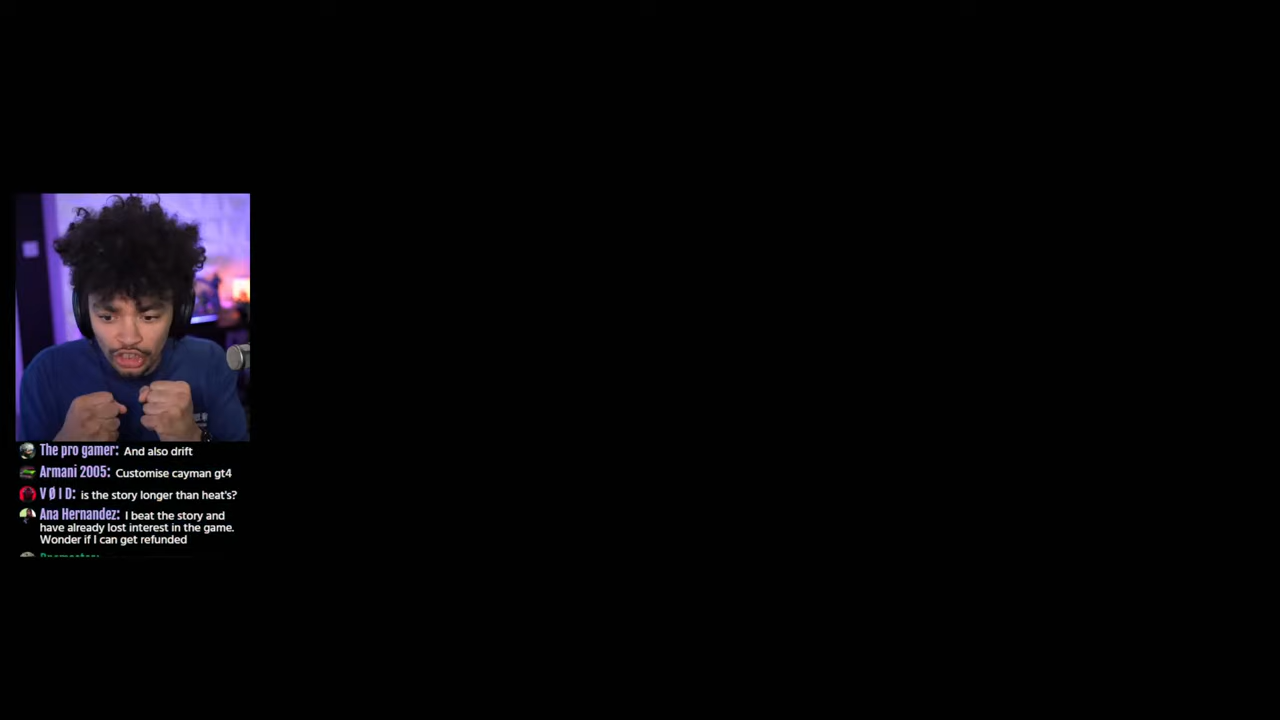 The pro gamer: And also drift
Armani 2005: Customise cayman gt4
V Ø I D: is the story longer than heat's?
Ana Hernandez: I beat the story and
have already lost interest in the game.
Wonder if I can get refunded